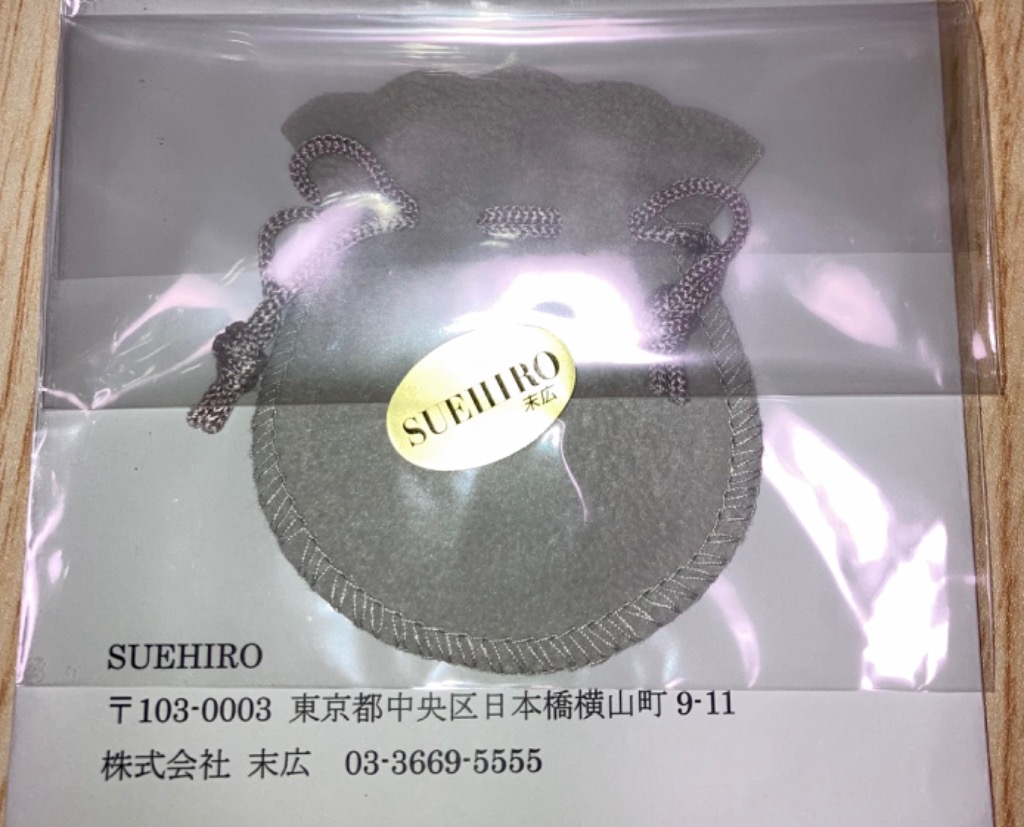 SUEHIRO
末広
SUEHIRO
〒103-0003 東京都中央区日本橋横山町 9-11
株式会社 末広 03-3669-5555